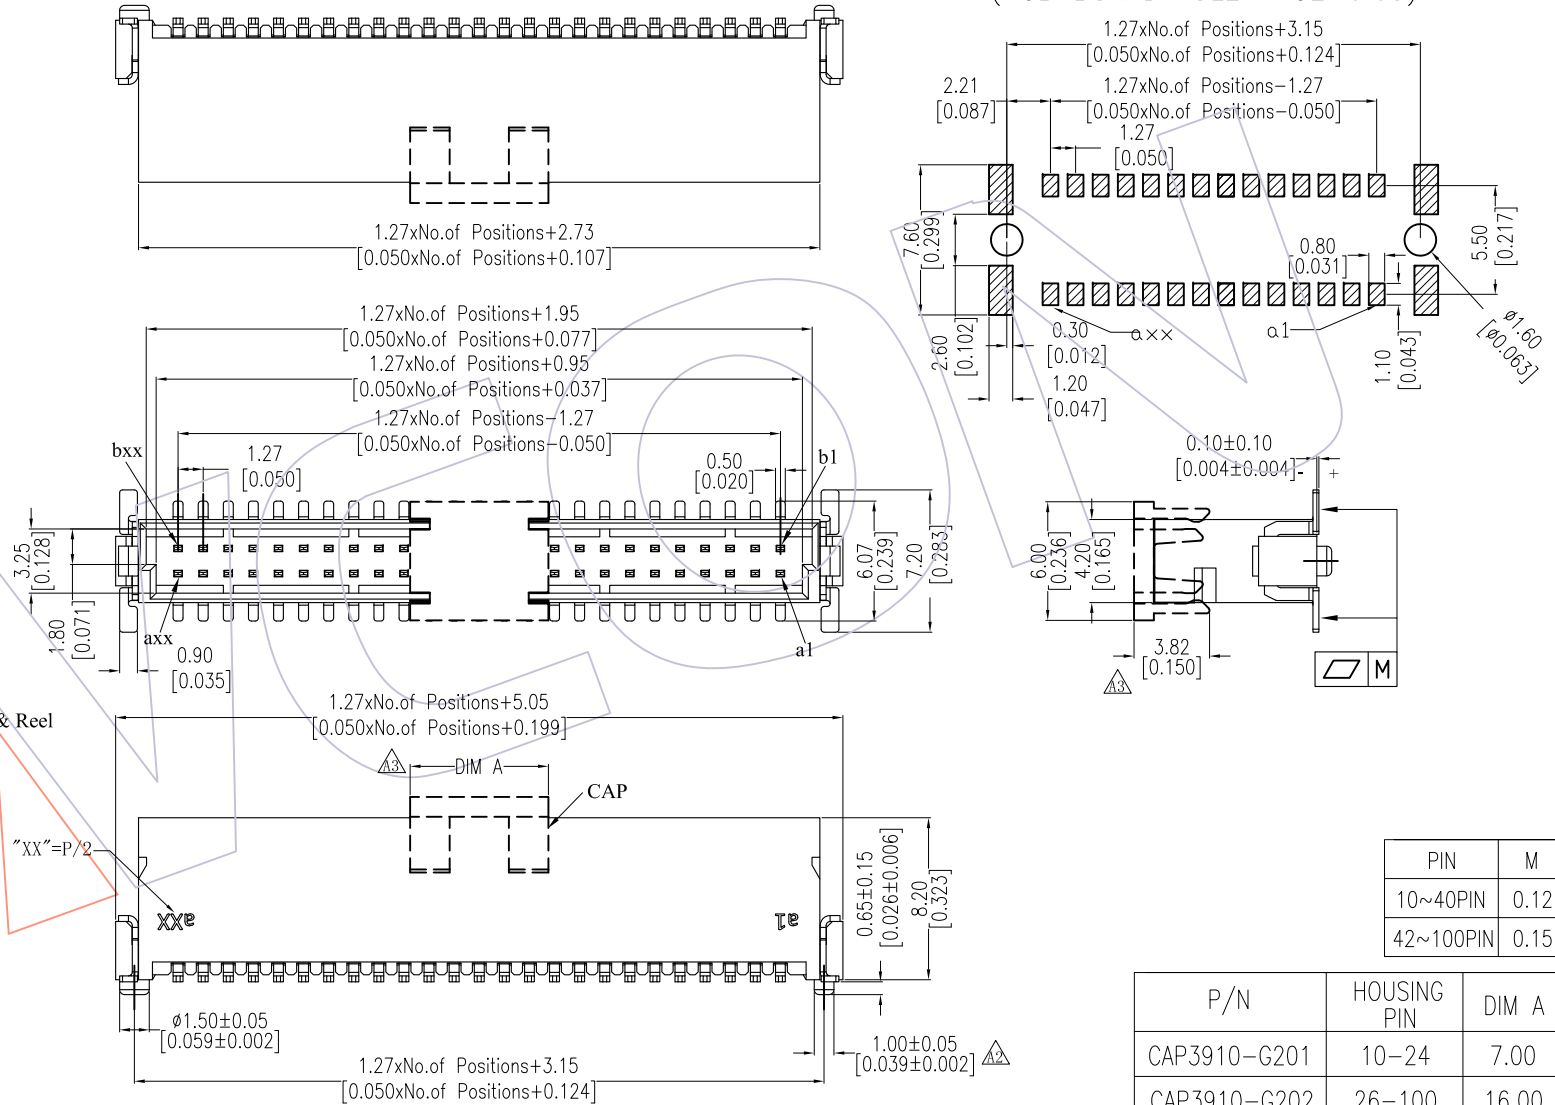 1.27xNo.of Positions+3.15
[0.050xNo.of Positions+0.124]
2.21
[0.087]
1.27xNo.of Positions-1.27
[0.050xNo.of Positions-0.050]
1.27
[0.050]
7.60
[0.299]
0.80
[0.031]
5.50
[0.217]
2.60
[0.102]
0.30
[0.012]
axx
a1
1.20
[0.047]
1.10
[0.043]
ø1.60
[ø0.063]
1.27xNo.of Positions+2.73
[0.050xNo.of Positions+0.107]
1.27xNo.of Positions+1.95
[0.050xNo.of Positions+0.077]
1.27xNo.of Positions+0.95
[0.050xNo.of Positions+0.037]
1.27xNo.of Positions-1.27
[0.050xNo.of Positions-0.050]
bxx
1.27
[0.050]
0.50
[0.020]
b1
3.25
[0.128]
1.80
[0.071]
axx
0.90
[0.035]
a1
6.07
[0.239]
7.20
[0.283]
0.10±0.10
[0.004±0.004]
- +
6.00
[0.236]
4.20
[0.165]
3.82
[0.150]
A3
M
& Reel
1.27xNo.of Positions+5.05
[0.050xNo.of Positions+0.199]
A3
DIM A
CAP
"XX"=P/2
axx
a1
0.65±0.15
[0.026±0.006]
8.20
[0.323]
ø1.50±0.05
[0.059±0.002]
1.00±0.05
[0.039±0.002]
A2
1.27xNo.of Positions+3.15
[0.050xNo.of Positions+0.124]
PIN M
10~40PIN 0.12
42~100PIN 0.15
P/N HOUSING PIN DIM A
CAP3910-G201 10-24 7.00
CAP3910-G202 26-100 16.00